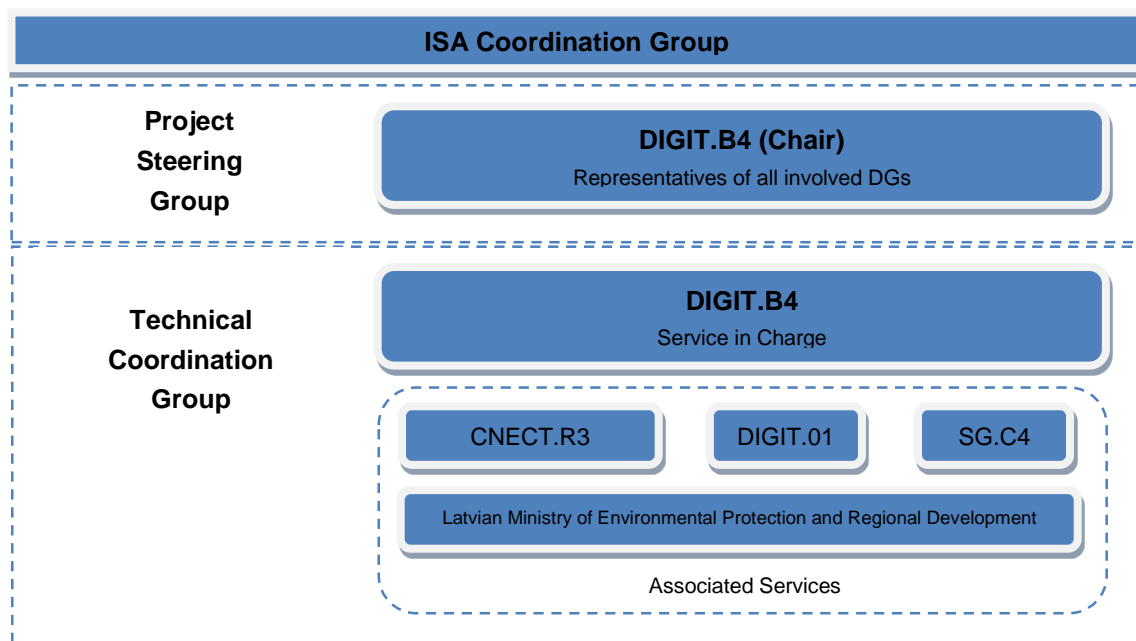 ISA Coordination Group
Project
Steering
Group
DIGIT.B4 (Chair)
Representatives of all involved DGs
Technical
Coordination
Group
DIGIT.B4
Service in Charge
CNECT.R3
DIGIT.01
SG.C4
Latvian Ministry of Environmental Protection and Regional Development
Associated Services